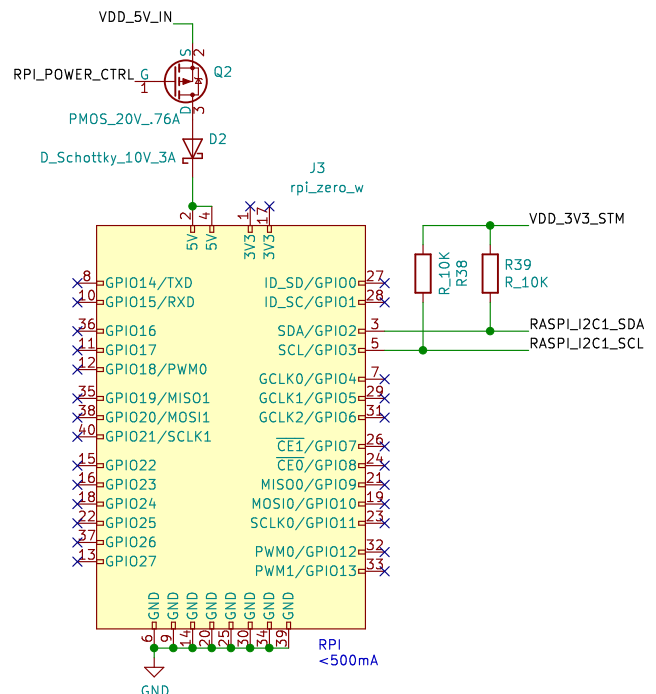 VDD_5V_IN
S
2
RPI_POWER_CTRL
G
1
Q2
D
3
PMOS_20V_.76A
D2
D_Schottky_10V_3A
J3
rpi_zero_w
2
4
1
17
5V
5V
3V3
3V3
VDD_3V3_STM
R_10K
R38
R39
R_10K
8
GPIO14/TXD
ID_SD/GPIO0
27
10
GPIO15/RXD
ID_SC/GPIO1
28
36
GPIO16
SDA/GPIO2
3
RASPI_I2C1_SDA
11
GPIO17
SCL/GPIO3
5
RASPI_I2C1_SCL
12
GPIO18/PWM0
GCLK0/GPIO4
7
35
GPIO19/MISO1
GCLK1/GPIO5
29
38
GPIO20/MOSI1
GCLK2/GPIO6
31
40
GPIO21/SCLK1
CE1/GPIO7
26
15
GPIO22
CE0/GPIO8
24
16
GPIO23
MISO0/GPIO9
21
18
GPIO24
MOSI0/GPIO10
19
22
GPIO25
SCLK0/GPIO11
23
37
GPIO26
PWM0/GPIO12
32
13
GPIO27
PWM1/GPIO13
33
GND
GND
GND
GND
GND
GND
GND
GND
6
9
14
20
25
30
34
39
RPI
<500mA
GND